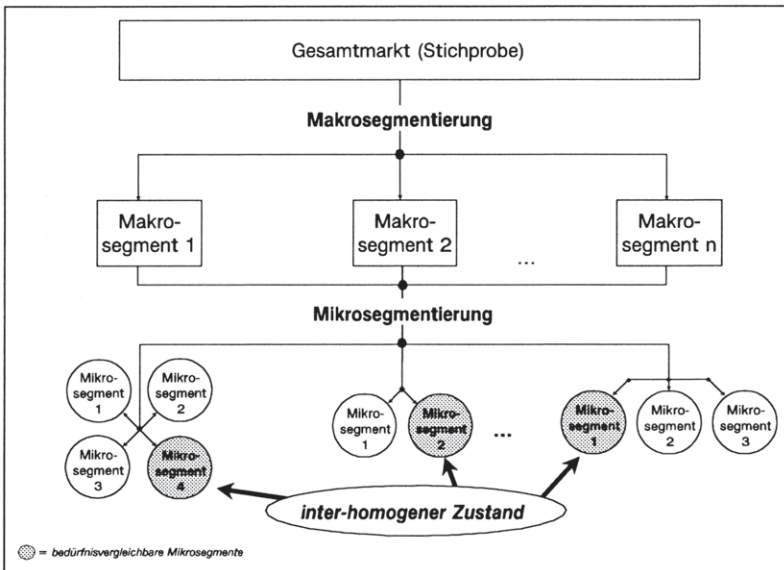 Gesamtmarkt (Stichprobe)
Makrosegmentierung
Makro-
segment 1
Makro-
segment 2
...
Makro-
segment n
Mikrosegmentierung
Mikro-
segment
1
Mikro-
segment
2
Mikro-
segment
3
Mikro-
segment
4
Mikro-
segment
1
Mikro-
segment
2
...
Mikro-
segment
1
Mikro-
segment
2
Mikro-
segment
3
inter-homogener Zustand
= bedürfnisvergleichbare Mikrosegmente